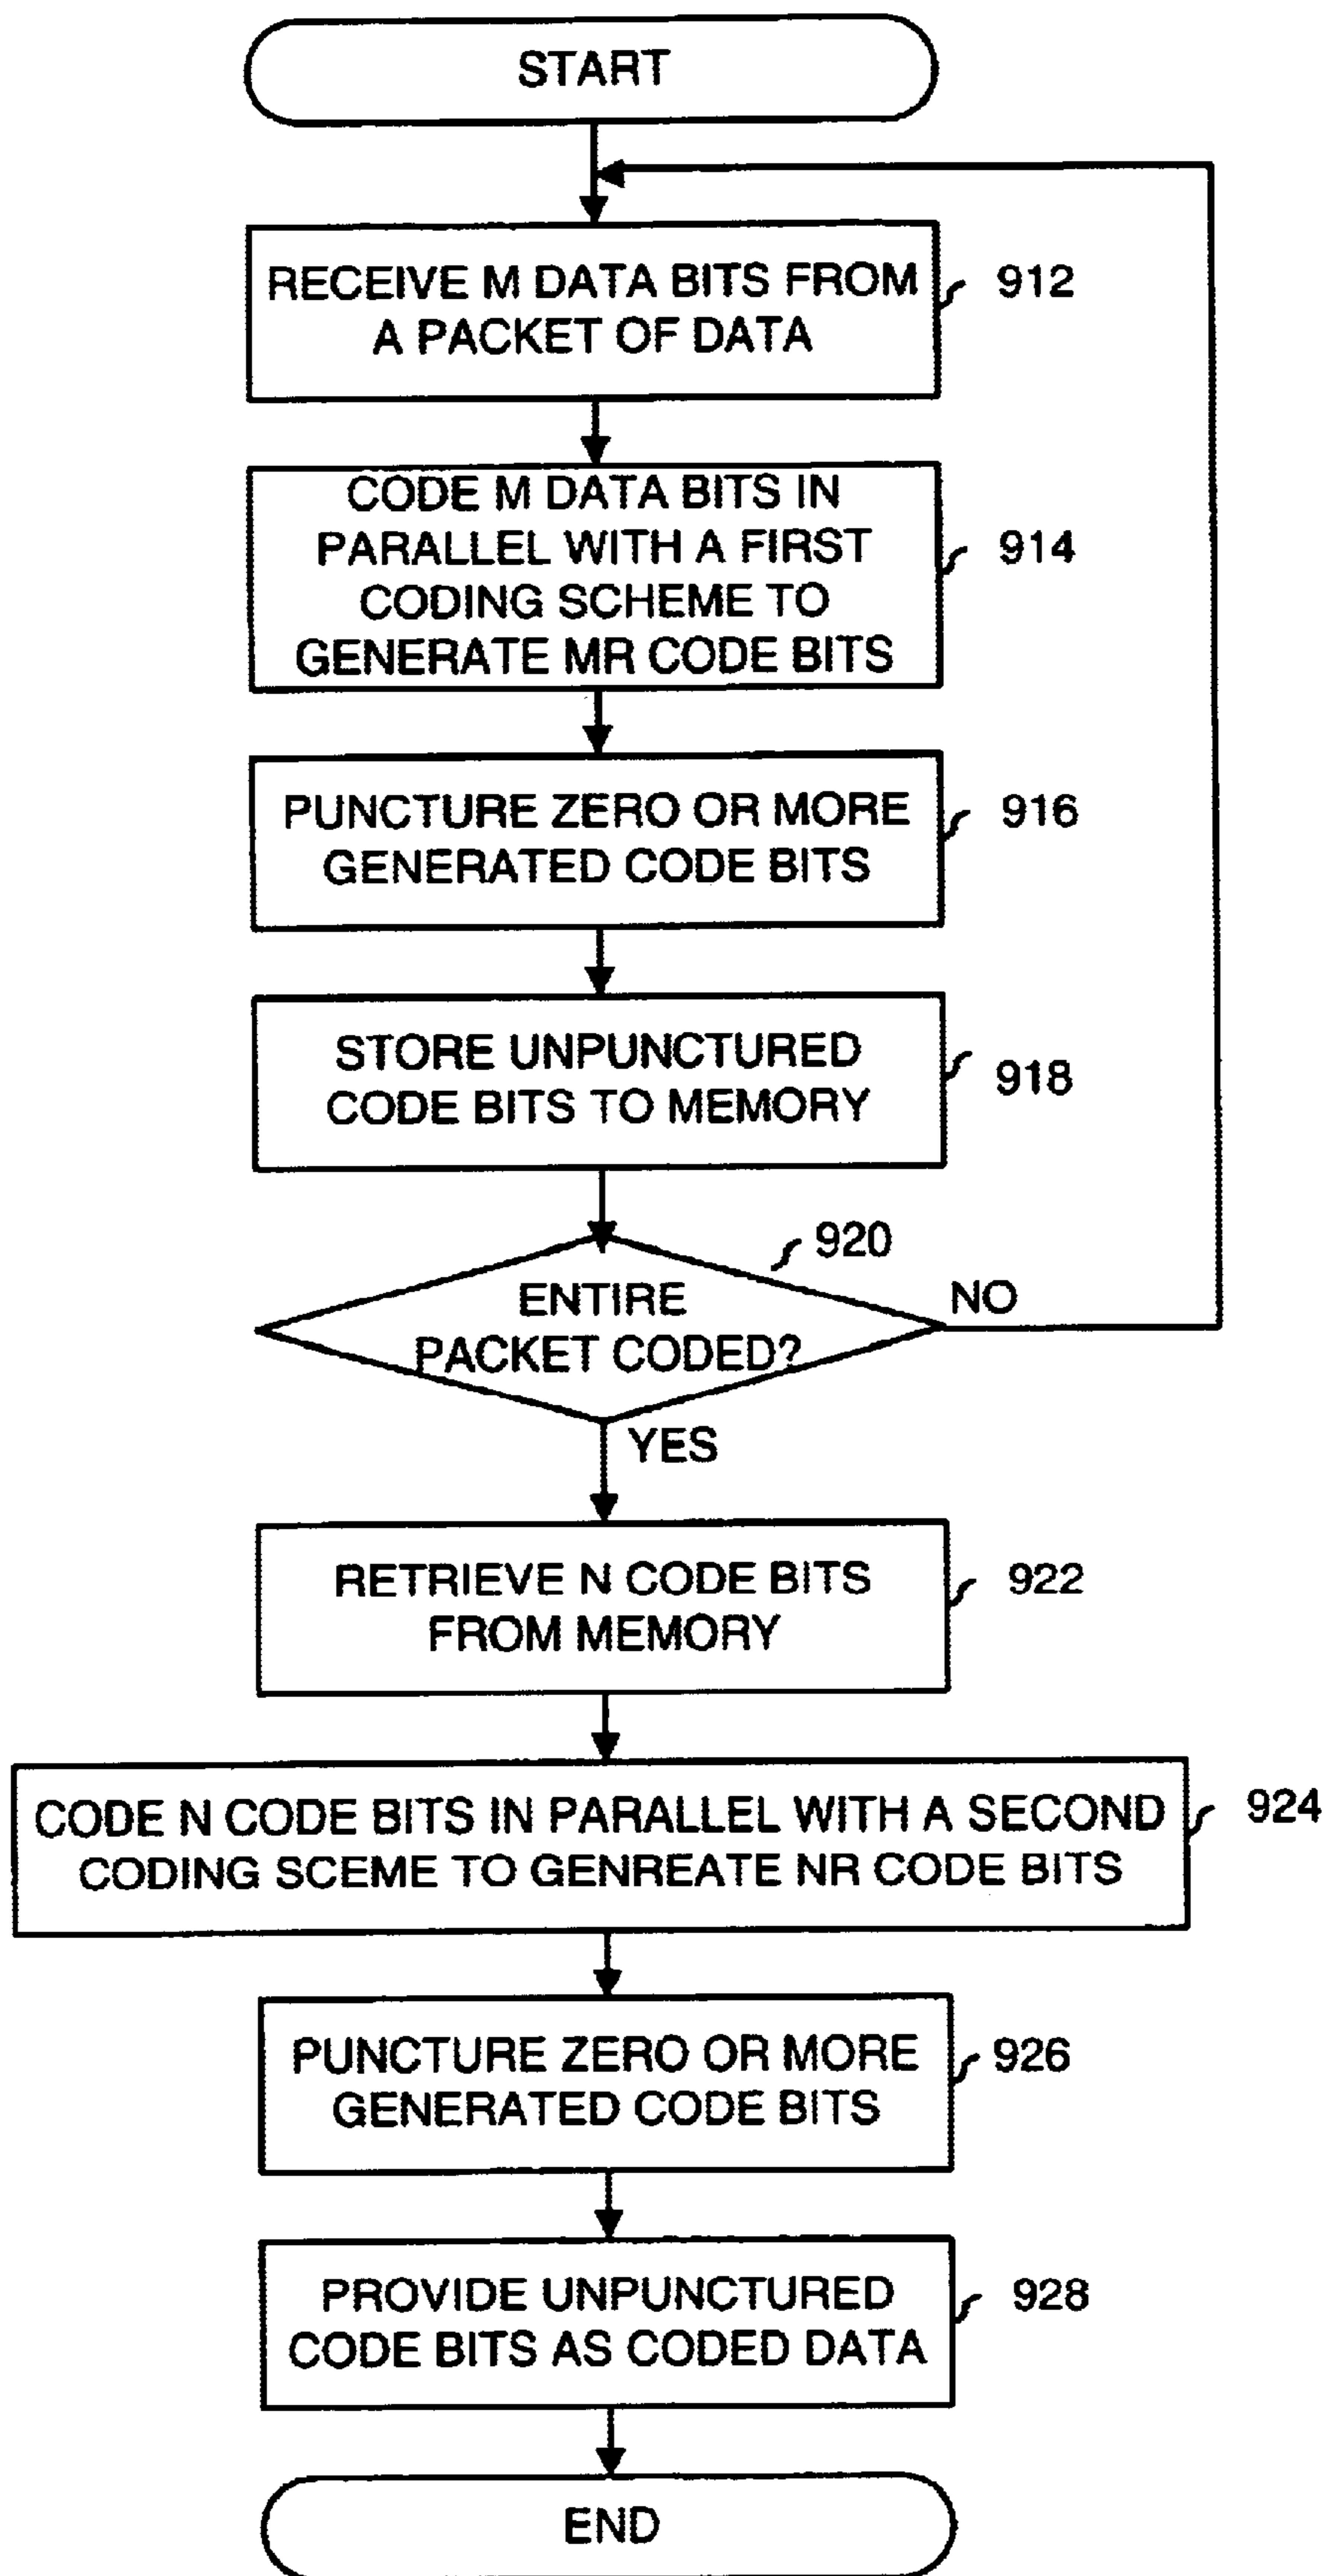 START
RECEIVE M DATA BITS FROM
A PACKET OF DATA
912
CODE M DATA BITS IN
PARALLEL WITH A FIRST
CODING SCHEME TO
GENERATE MR CODE BITS
914
PUNCTURE ZERO OR MORE
GENERATED CODE BITS
916
STORE UNPUNCTURED
CODE BITS TO MEMORY
918
920
ENTIRE
PACKET CODED?
NO
YES
RETRIEVE N CODE BITS
FROM MEMORY
922
CODE N CODE BITS IN PARALLEL WITH A SECOND
CODING SCEME TO GENREATE NR CODE BITS
924
PUNCTURE ZERO OR MORE
GENERATED CODE BITS
926
PROVIDE UNPUNCTURED
CODE BITS AS CODED DATA
928
END